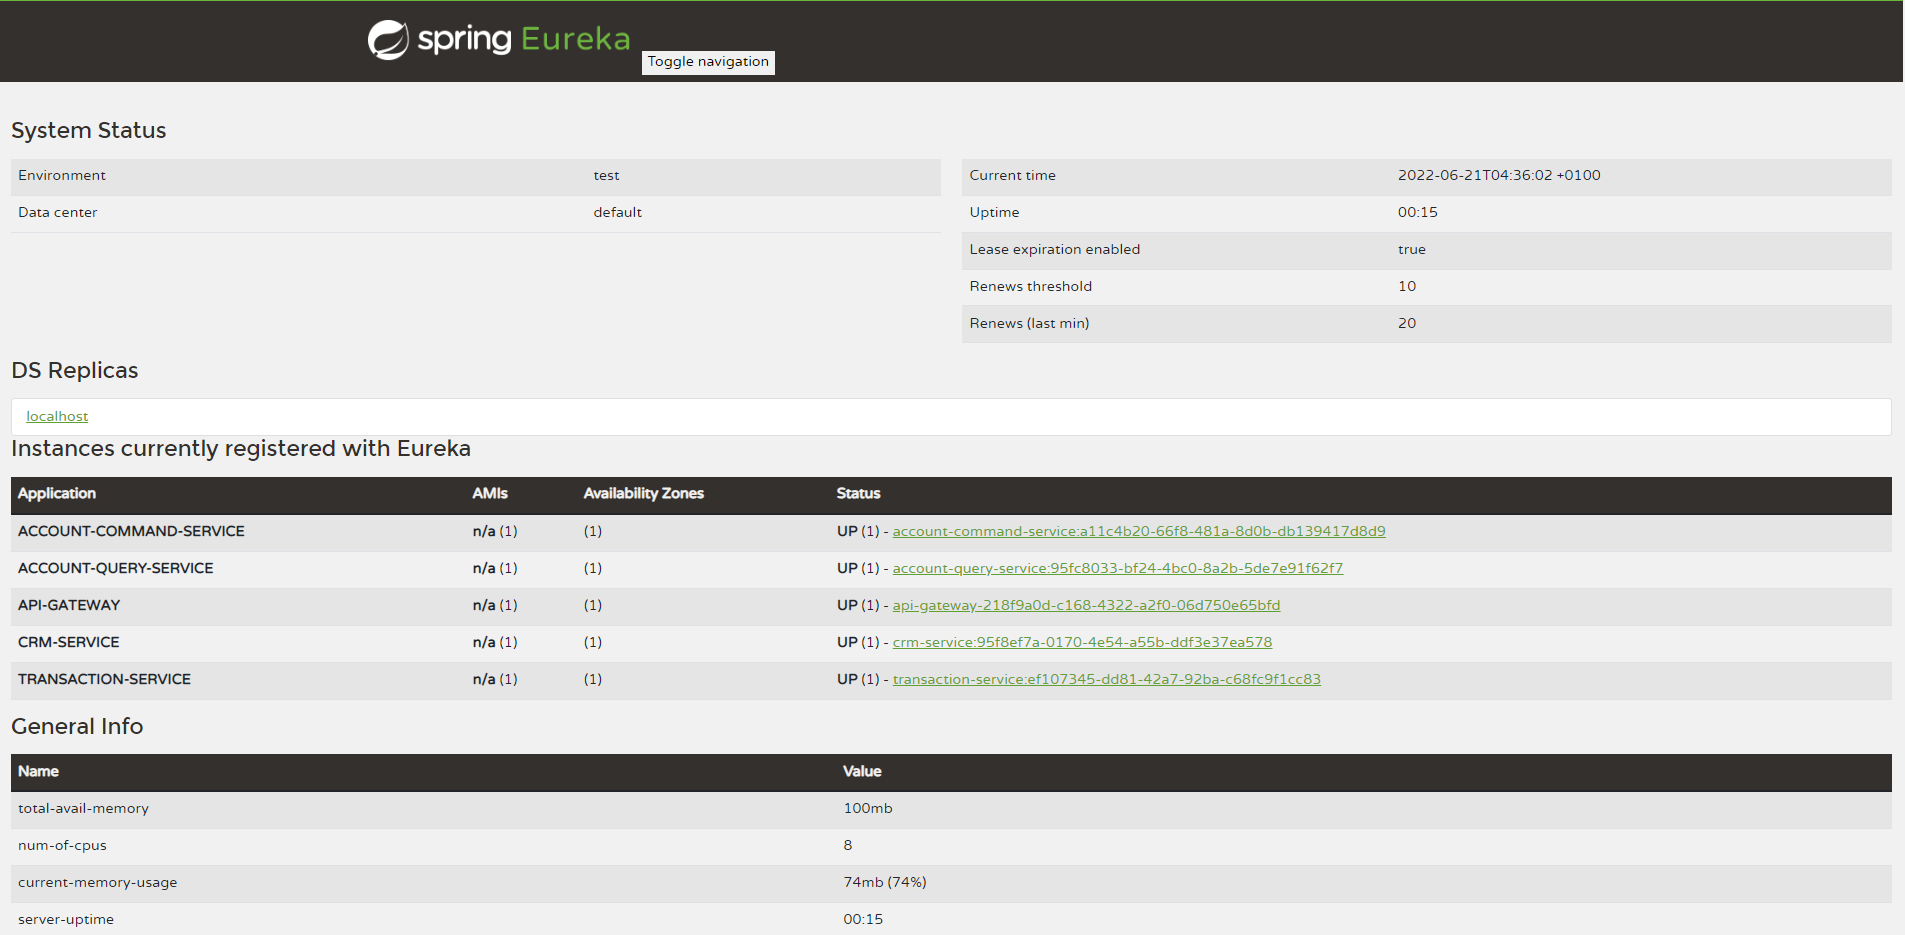 spring Eureka
Toggle navigation
System Status
Environment test
Data center default
Current time 2022-06-21T04:36:02 +0100
Uptime 00:15
Lease expiration enabled true
Renews threshold 10
Renews (last min) 20
DS Replicas
localhost
Instances currently registered with Eureka
Application AMIs Availability Zones Status
ACCOUNT-COMMAND-SERVICE n/a (1) (1) UP (1) - account-command-service:a11c4b20-66f8-481a-8d0b-db139417d8d9
ACCOUNT-QUERY-SERVICE n/a (1) (1) UP (1) - account-query-service:95fc8033-bf24-4bc0-8a2b-5de7e91f62f7
API-GATEWAY n/a (1) (1) UP (1) - api-gateway-218f9a0d-c168-4322-a2f0-06d750e65bfd
CRM-SERVICE n/a (1) (1) UP (1) - crm-service:95f8ef7a-0170-4e54-a55b-ddf3e37ea578
TRANSACTION-SERVICE n/a (1) (1) UP (1) - transaction-service:ef107345-dd81-42a7-92ba-c68fc9f1cc83
General Info
Name Value
total-avail-memory 100mb
num-of-cpus 8
current-memory-usage 74mb (74%)
server-uptime 00:15